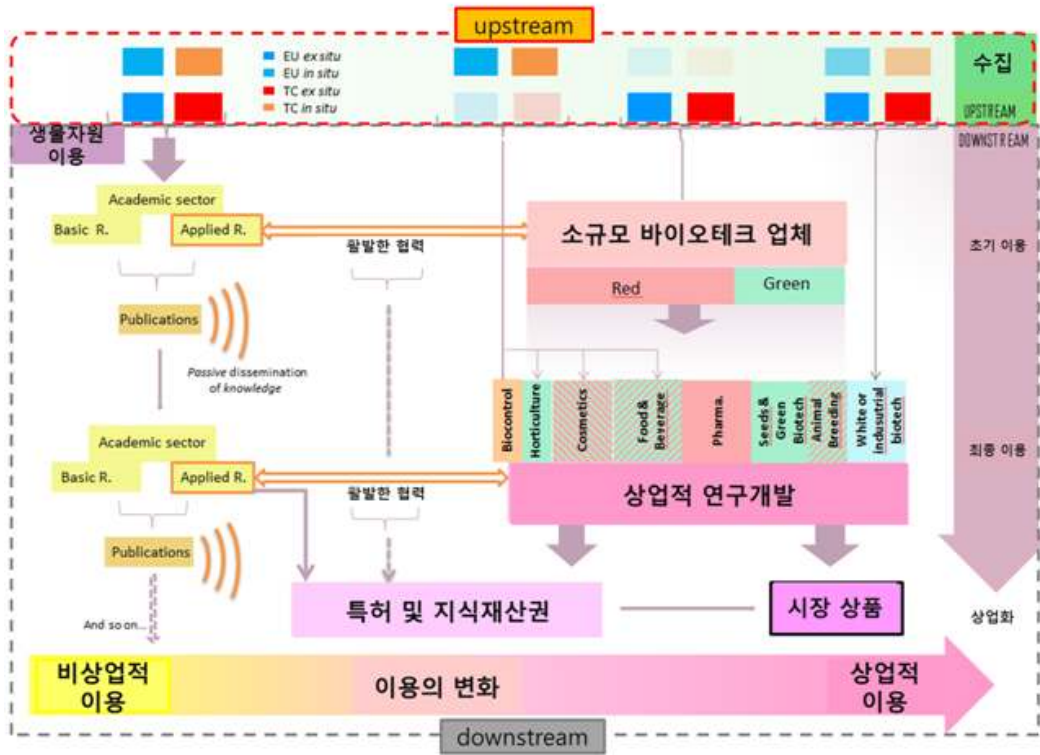 upstream
EU ex situ
EU in situ
TC ex situ
TC in situ
수집
UPSTREAM
DOWNSTREAM
생물자원
이용
Academic sector
Basic R.
Applied R.
활발한 협력
소규모 바이오테크 업체
초기 이용
Red
Green
Publications
Passive dissemination
of knowledge
Biocontrol
Horticulture
Cosmetics
Food &
Beverage
Pharma.
Seeds &
Green
Biotech
Animal
Breeding
White or
indusutrial
biotech
최종 이용
Academic sector
Basic R.
Applied R.
활발한 협력
상업적 연구개발
Publications
특허 및 지식재산권
시장 상품
상업화
And so on...
비상업적
이용
이용의 변화
상업적
이용
downstream